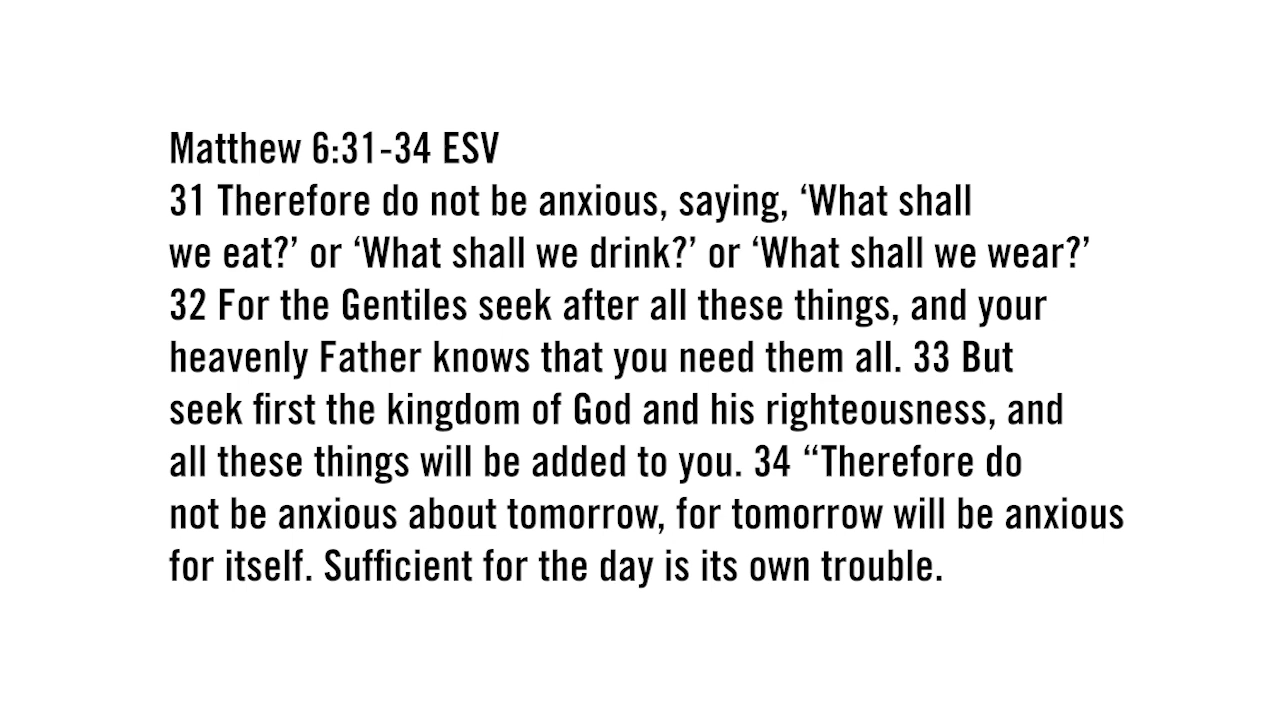 Matthew 6:31-34 ESV
31 Therefore do not be anxious, saying, ‘What shall
we eat?’ or ‘What shall we drink?’ or ‘What shall we wear?’
32 For the Gentiles seek after all these things, and your
heavenly Father knows that you need them all. 33 But
seek first the kingdom of God and his righteousness, and
all these things will be added to you. 34 “Therefore do
not be anxious about tomorrow, for tomorrow will be anxious
for itself. Sufficient for the day is its own trouble.